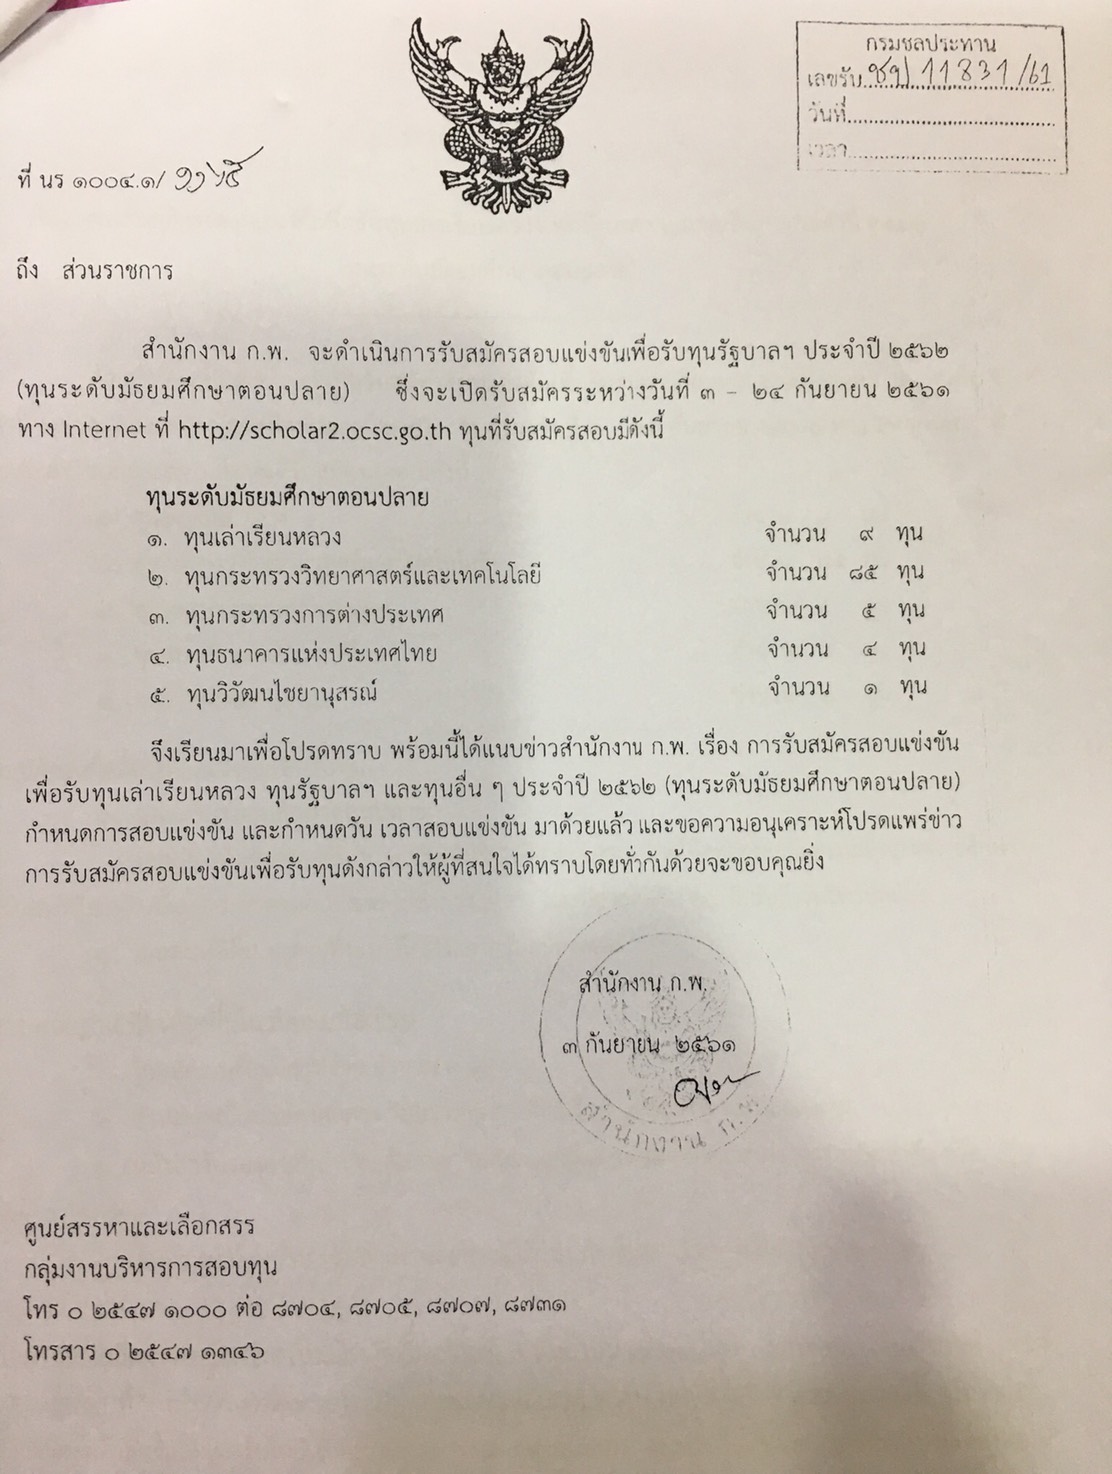 กรมชลประทาน
เลขรับ ชป 11831/61
วันที่
เวลา
ที่ นร ๑๐๐๔.๑/
ถึง ส่วนราชการ
สำนักงาน ก.พ. จะดำเนินการรับสมัครสอบแข่งขันเพื่อรับทุนรัฐบาลฯ ประจำปี ๒๕๖๒
(ทุนระดับมัธยมศึกษาตอนปลาย) ซึ่งจะเปิดรับสมัครระหว่างวันที่ ๓ - ๒๔ กันยายน ๒๕๖๑
ทาง Internet ที่ http://scholar2.ocsc.go.th ทุนที่รับสมัครสอบมีดังนี้
ทุนระดับมัธยมศึกษาตอนปลาย
๑. ทุนเล่าเรียนหลวง จำนวน ๙ ทุน
๒. ทุนกระทรวงวิทยาศาสตร์และเทคโนโลยี จำนวน ๘๕ ทุน
๓. ทุนกระทรวงการต่างประเทศ จำนวน ๕ ทุน
๔. ทุนธนาคารแห่งประเทศไทย จำนวน ๔ ทุน
๕. ทุนวิวัฒนไชยานุสรณ์ จำนวน ๑ ทุน
จึงเรียนมาเพื่อโปรดทราบ พร้อมนี้ได้แนบข่าวสำนักงาน ก.พ. เรื่อง การรับสมัครสอบแข่งขัน
เพื่อรับทุนเล่าเรียนหลวง ทุนรัฐบาลฯ และทุนอื่น ๆ ประจำปี ๒๕๖๒ (ทุนระดับมัธยมศึกษาตอนปลาย)
กำหนดการสอบแข่งขัน และกำหนดวัน เวลาสอบแข่งขัน มาด้วยแล้ว และขอความอนุเคราะห์โปรดแพร่ข่าว
การรับสมัครสอบแข่งขันเพื่อรับทุนดังกล่าวให้ผู้ที่สนใจได้ทราบโดยทั่วกันด้วยจะขอบคุณยิ่ง
สำนักงาน ก.พ.
๓ กันยายน ๒๕๖๑
สำนักงาน ก.พ.
ศูนย์สรรหาและเลือกสรร
กลุ่มงานบริหารการสอบทุน
โทร ๐ ๒๕๔๗ ๑๐๐๐ ต่อ ๘๗๐๔, ๘๗๐๕, ๘๗๐๗, ๘๗๓๑
โทรสาร ๐ ๒๕๔๗ ๑๓๔๖